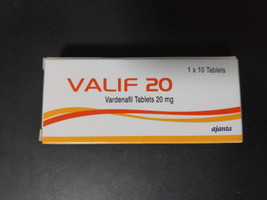 1 x 10 Tablets
VALIF 20
Vardenafil Tablets 20 mg
ajanta